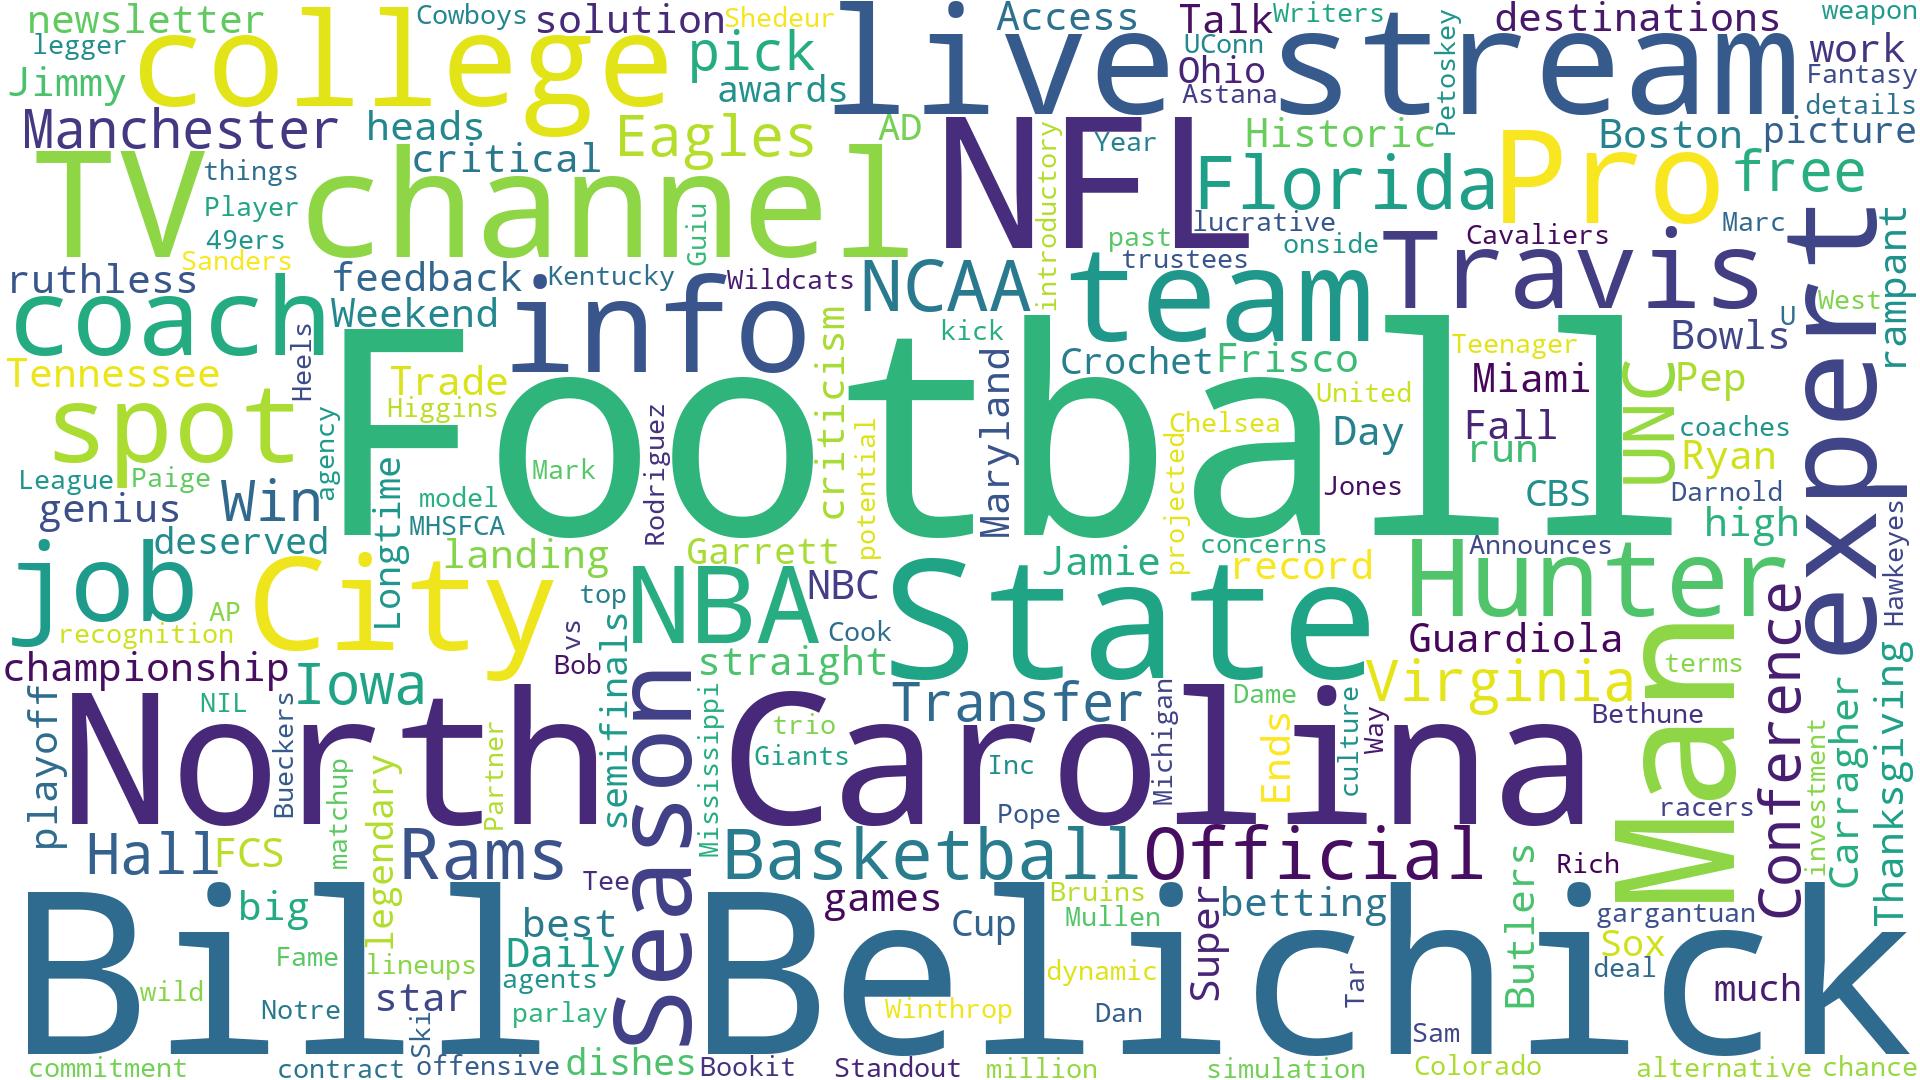 newsletter
college
Cowboys
solution
Shedeur
pick
awards
live stream
Access
Talk
Writers
destinations
weapon
legger
Jimmy
UConn
Ohio
Astana
Petoskey
work
Fantasy
details
Manchester
heads
critical
Eagles
AD
NFL
introductory
Year
Historic
Boston
picture
TV channel
things
Player
49ers
Sanders
Guiu
Florida
Pro
free
lucrative
past
trustees
onside
Cavaliers
Marc
Travis
expert
rampant
ruthless
coach
feedback
Weekend
Kentucky
Wildcats
info
NCAA
team
U
West
Bowls
Heels
Football
criticism
kick
Maryland
Crochet
Frisco
Teenager
Miami
UNC
Pep
Tennessee
Trade
Higgins
United
spot
agency
Rodriguez
potential
Chelsea
projected
Day
Fall
run
coaches
Ryan
League
Paige
Longtime
Mark
model
MHSFCA
Jones
CBS
Darnold
high
genius
Win
deserved
landing
Garrett
Jamie
concerns
record
Announces
Hawkeyes
job
City
AP
recognition
top
NBA
NBC
State
Hunter
vs
Bob
semifinals
Cook
Guardiola
Mann
terms
Conference
championship
Iowa
straight
Virginia
Thanksgiving
playoff
North Carolina
NIL
Bueckers
Partner
season
Mississippi
Transfer
trio
Giants
Michigan
Dame
Ends
culture
Way
Bethune
Carragher
investment
matchup
legendary
Inc
Pope
racers
Hall
FCS
Rams
Basketball
Official
Butlers
Rich
Tee
Bill Belichick
big
best
games
Cup
Bruins
Mullen
Super
betting
gargantuan
Sox
deal
Fame
lineups
Daily
agents
dynamic
Tar
much
wild
Notre
star
Ski
parlay
Winthrop
Dan
Sam
commitment
contract
offensive
dishes
Bookit
Standout
million
simulation
Colorado
alternative
chance